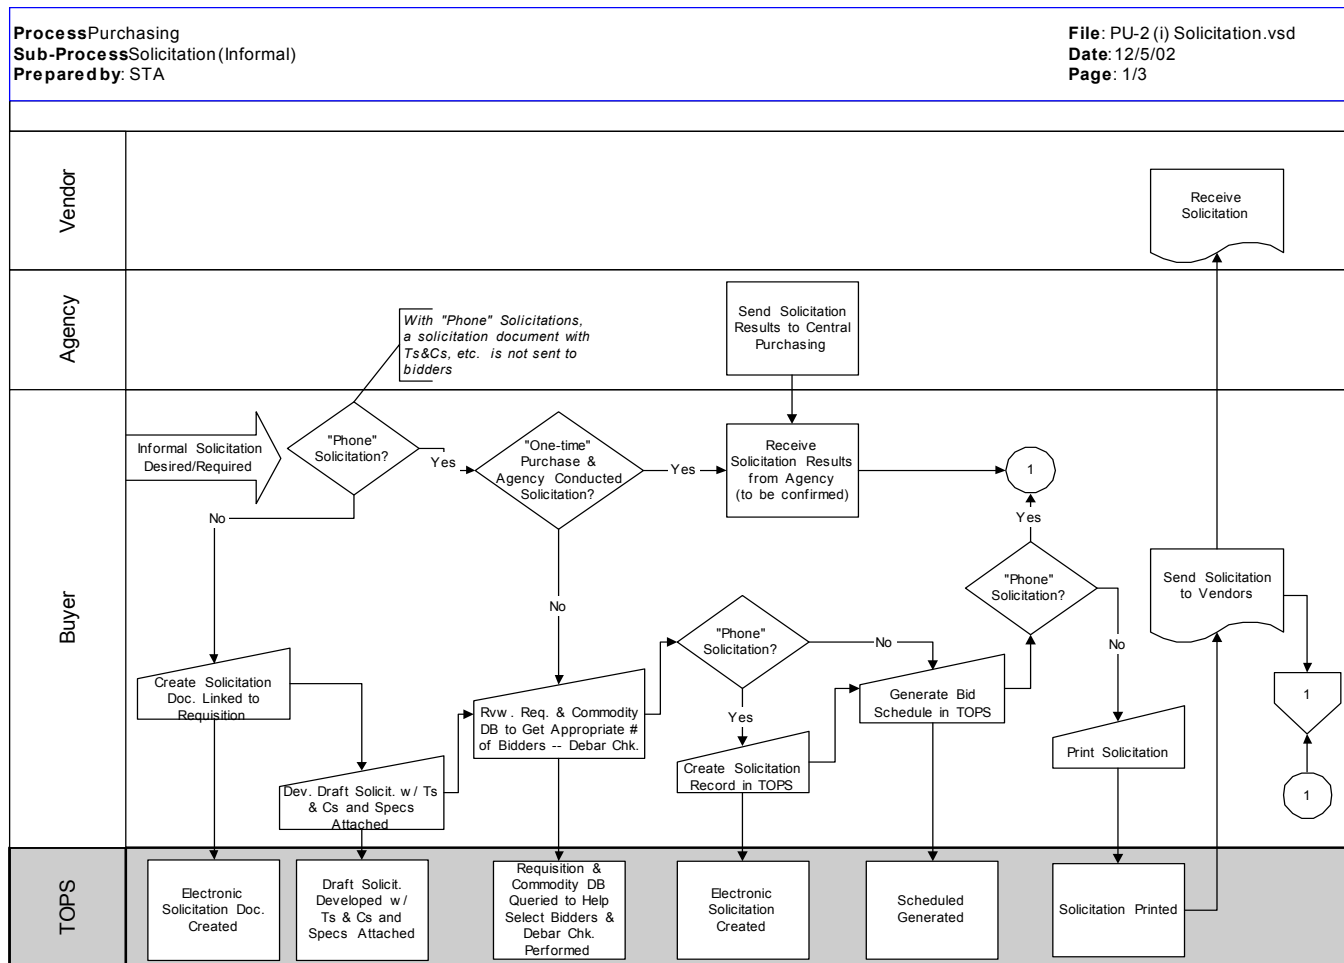 ProcessPurchasing
Sub-ProcessSolicitation (Informal)
Prepared by: STA
File: PU-2 (i) Solicitation.vsd
Date: 12/5/02
Page: 1/3
Vendor
Receive
Solicitation
Agency
With "Phone" Solicitations,
a solicitation document with
Ts&Cs, etc. is not sent to
bidders
Send Solicitation
Results to Central
Purchasing
Buyer
Informal Solicitation
Desired/Required
"Phone"
Solicitation?
Yes
No
"One-time"
Purchase &
Agency Conducted
Solicitation?
Yes
No
Receive
Solicitation Results
from Agency
(to be confirmed)
1
Yes
"Phone"
Solicitation?
No
Send Solicitation
to Vendors
"Phone"
Solicitation?
No
Yes
Create Solicitation
Doc. Linked to
Requisition
Rvw. Req. & Commodity
DB to Get Appropriate #
of Bidders -- Debar Chk.
Generate Bid
Schedule in TOPS
1
Print Solicitation
Create Solicitation
Record in TOPS
Dev. Draft Solicit. w/ Ts
& Cs and Specs
Attached
1
TOPS
Electronic
Solicitation Doc.
Created
Draft Solicit.
Developed w/
Ts & Cs and
Specs Attached
Requisition &
Commodity DB
Queried to Help
Select Bidders &
Debar Chk.
Performed
Electronic
Solicitation
Created
Scheduled
Generated
Solicitation Printed